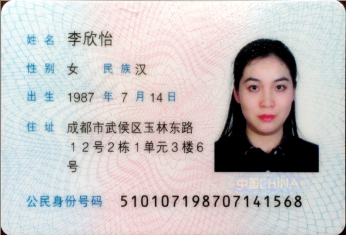 姓名 李欣怡
性别 女 民族 汉
出生 1987 年 7 月 14 日
住址 成都市武侯区玉林东路
12号2栋1单元3楼6
号
中国CHINA
公民身份号码 510107198707141568